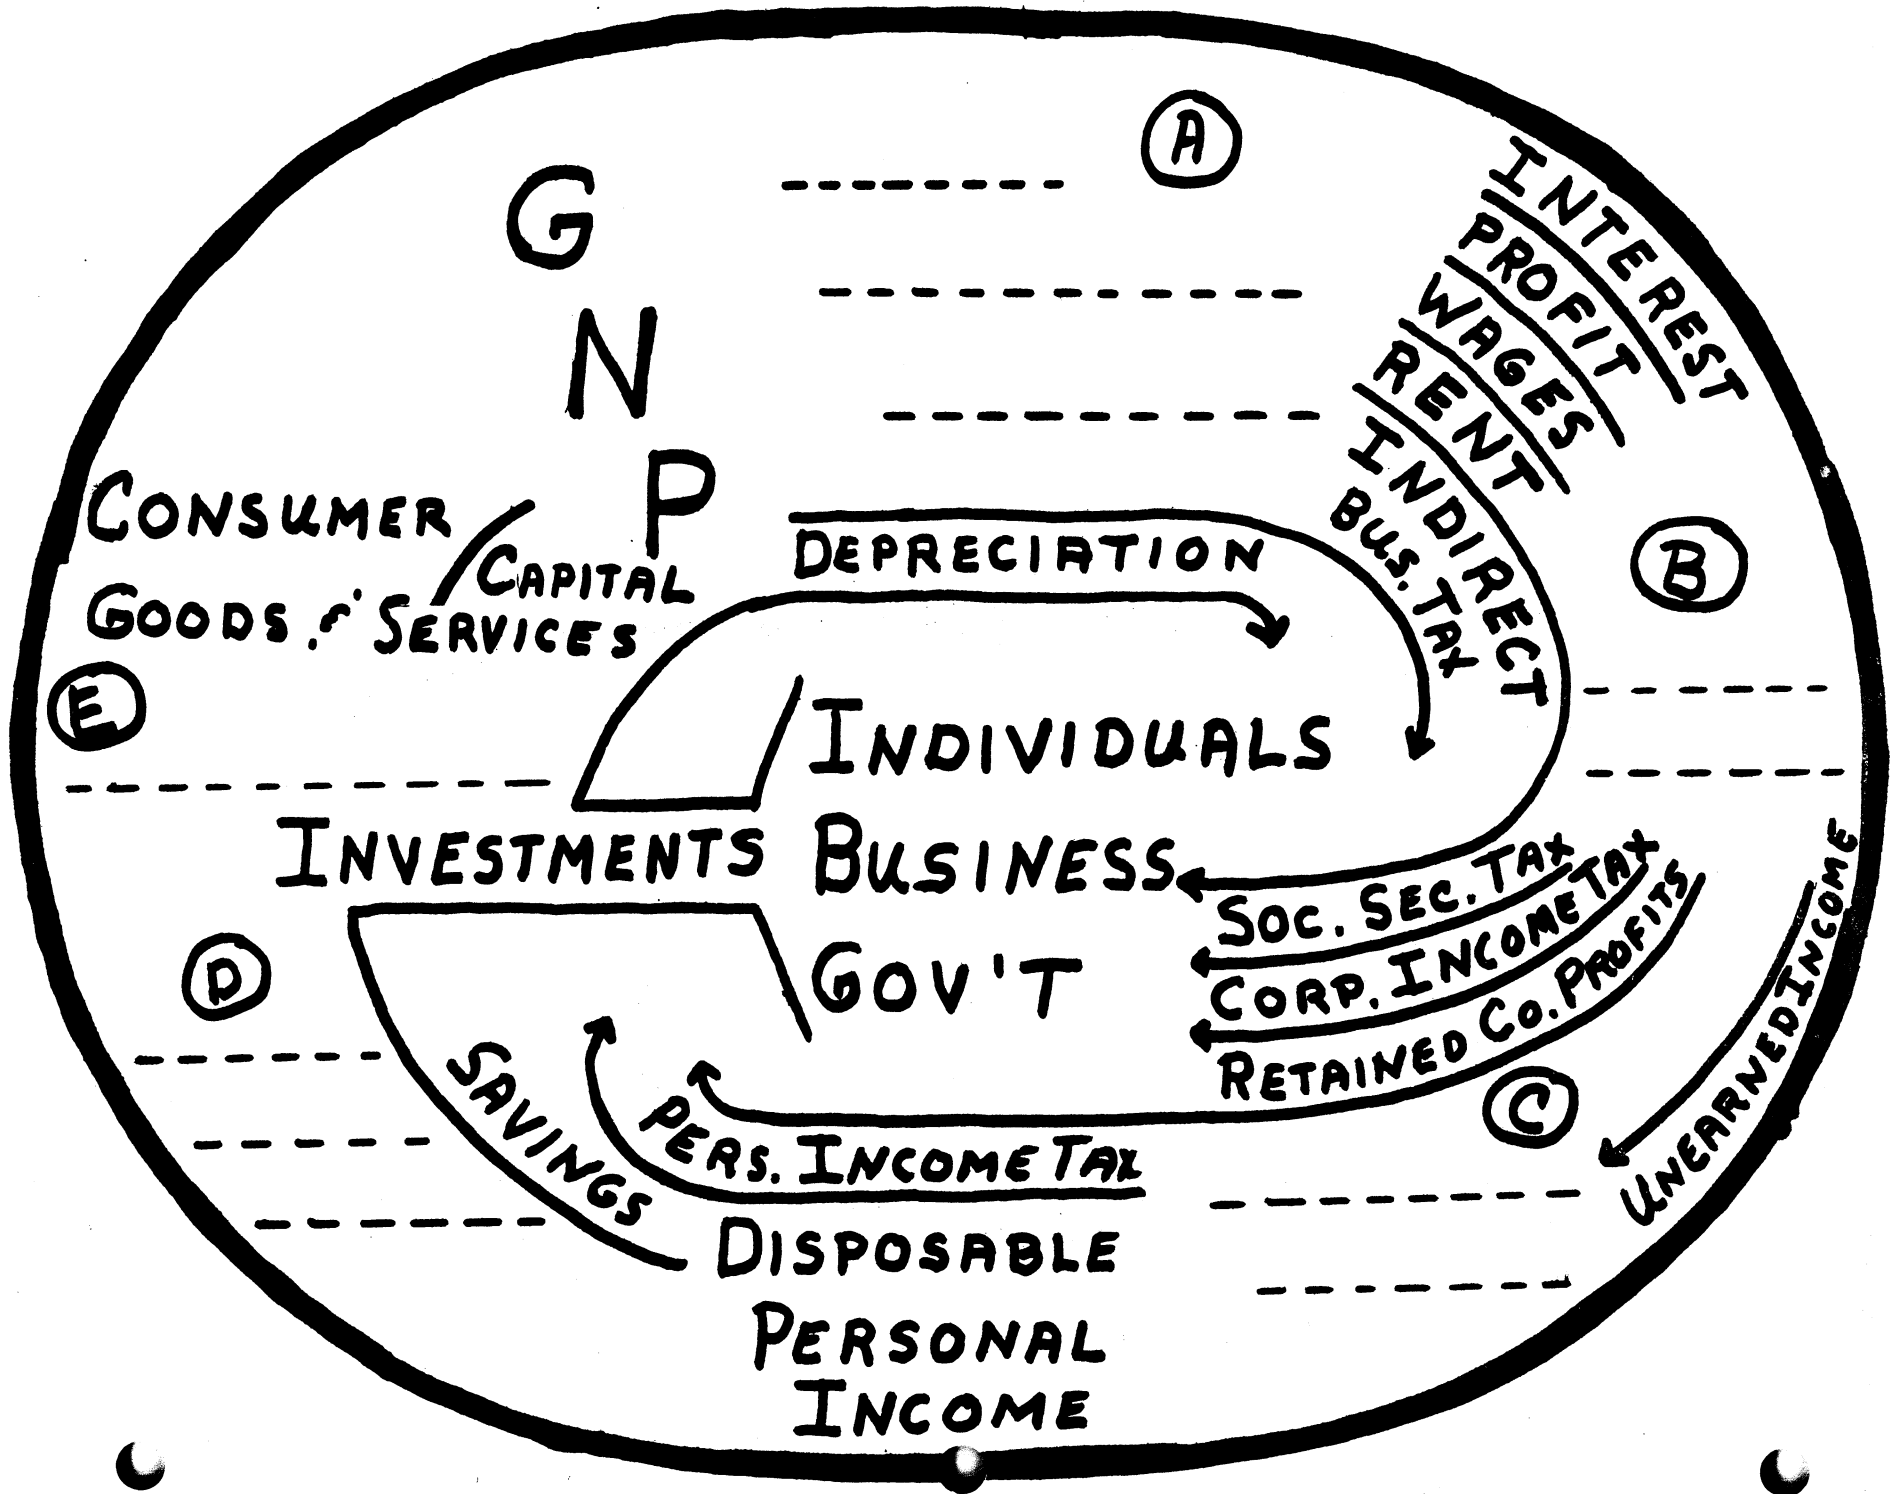 A
G
N
P
INTEREST
PROFIT
WAGES
RENT
INDIRECT
BUS. TAX
DEPRECIATION
CONSUMER
CAPITAL
GOODS & SERVICES
B
E
INDIVIDUALS
INVESTMENTS BUSINESS
GOV'T
SOC. SEC. TAX
CORP. INCOME TAX
RETAINED CO. PROFITS
UNEARNED INCOME
C
D
SAVINGS
PERS. INCOME TAX
DISPOSABLE
PERSONAL
INCOME